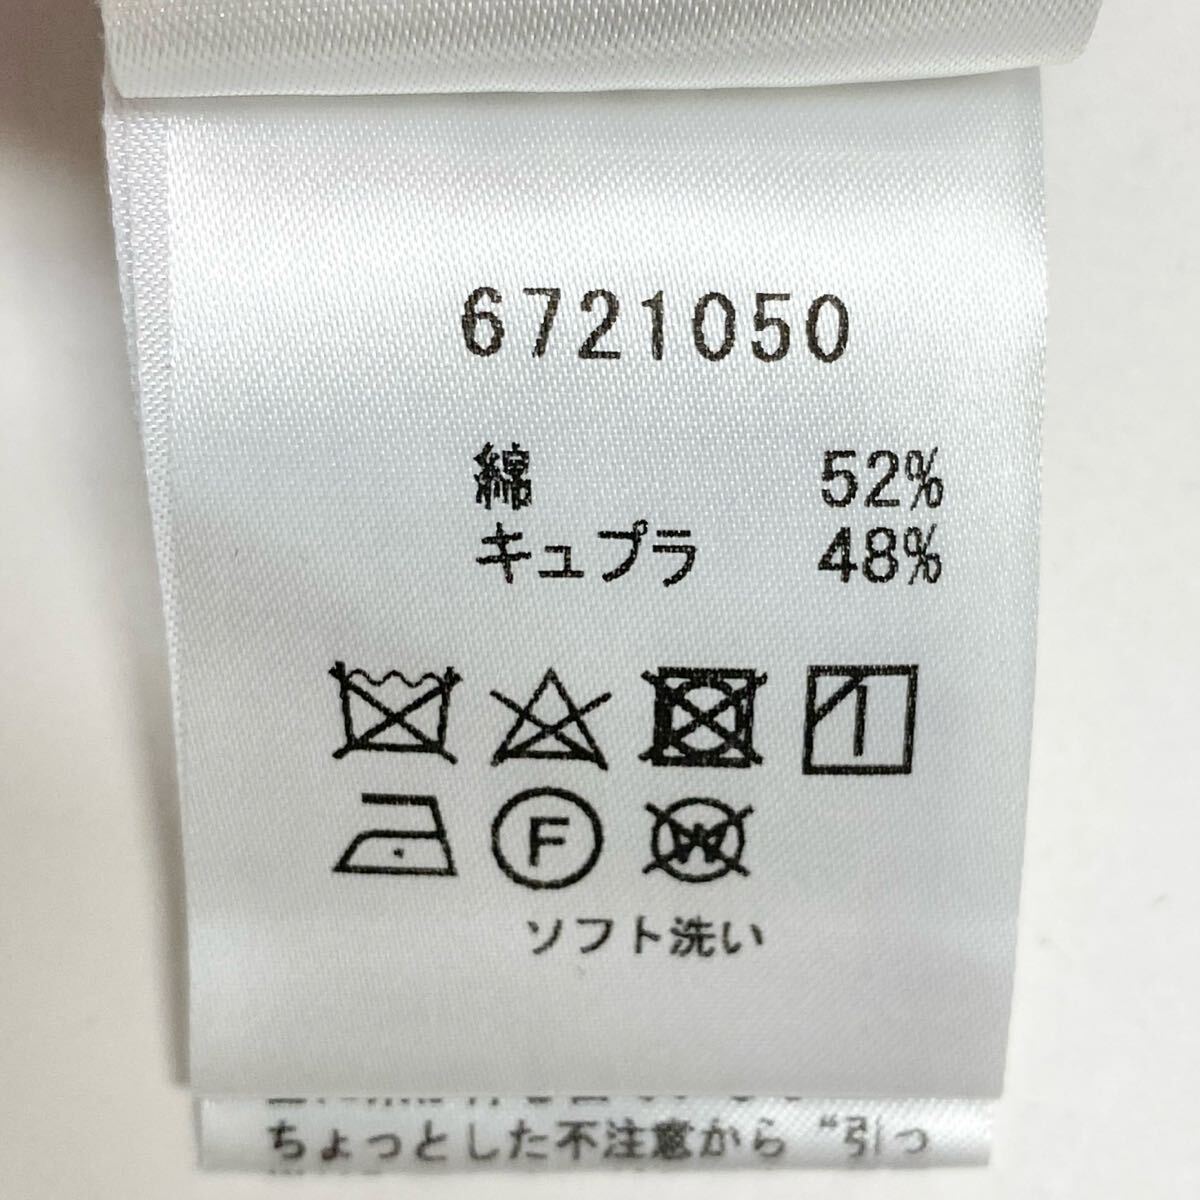 6721050
綿 52%
キュプラ 48%
F
W
ソフト洗い
ちょっとした不注意から“引っ